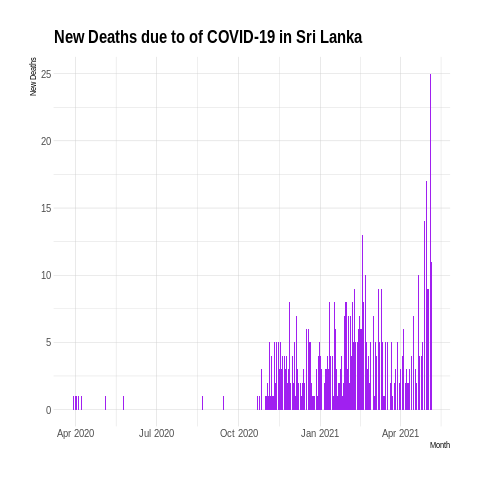 New Deaths due to of COVID-19 in Sri Lanka
New Deaths
25
20
15
10
5
0
Apr 2020 Jul 2020 Oct 2020 Jan 2021 Apr 2021
Month